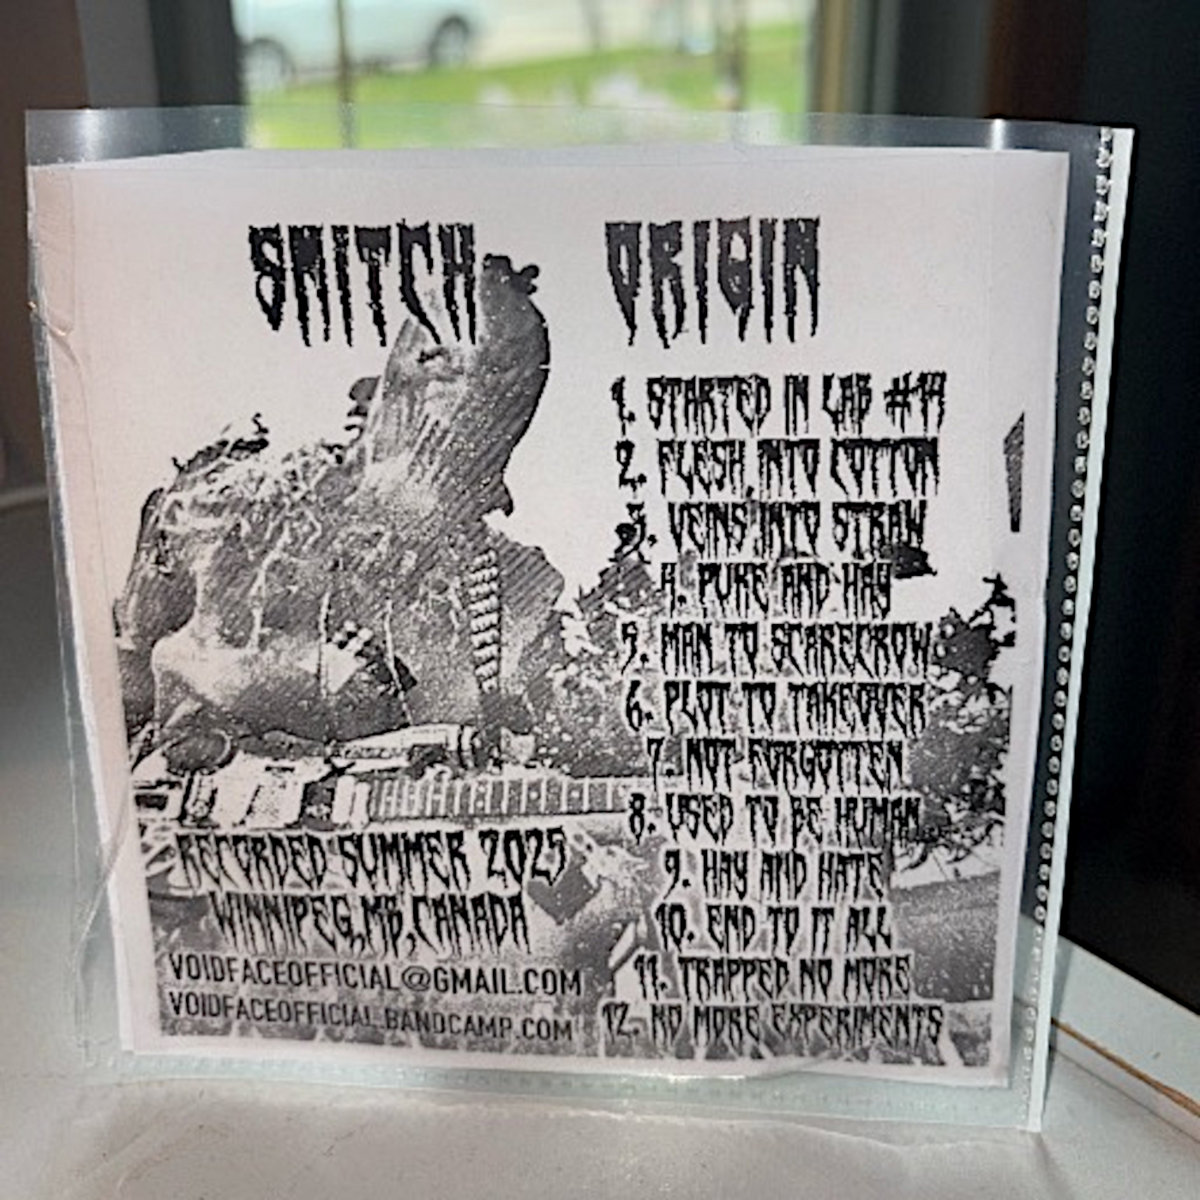 SNITCH ORIGIN
1. STARTED IN LAB #14
2. FLESH INTO COTTON
3. VEINS INTO STRAW
4. PUKE AND HAY
5. MAN TO SCARECROW
6. PLOT TO TAKEOVER
7. NOT FORGOTTEN
8. USED TO BE HUMAN
9. HAY AND HATE
10. END TO IT ALL
11. TRAPPED NO MORE
12. NO MORE EXPERIMENTS
RECORDED SUMMER 2025
WINNIPEG,MB,CANADA
VOIDFACEOFFICIAL@GMAIL.COM
VOIDFACEOFFICIAL.BANDCAMP.COM